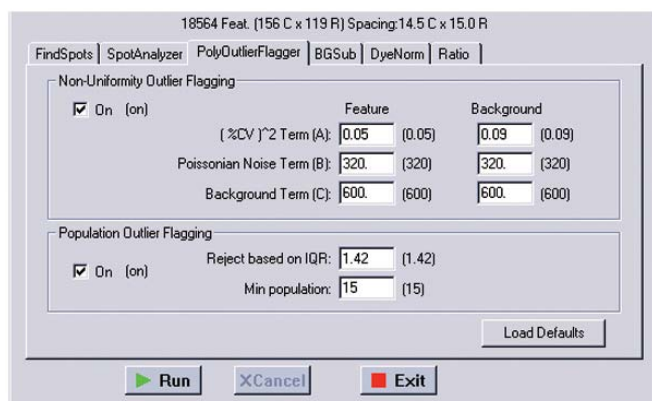 18564 Feat. (156 C x 119 R) Spacing:14.5 C x 15.0 R
FindSpots SpotAnalyzer PolyOutlierFlagger BGSub DyeNorm Ratio
Non-Uniformity Outlier Flagging
On (on) Feature Background
( %CV )^2 Term (A): 0.05 (0.05) 0.09 (0.09)
Poissonian Noise Term (B): 320. (320) 320. (320)
Background Term (C): 600. (600) 600. (600)
Population Outlier Flagging
Reject based on IQR: 1.42 (1.42)
On (on)
Min population: 15 (15)
Load Defaults
Run XCancel Exit